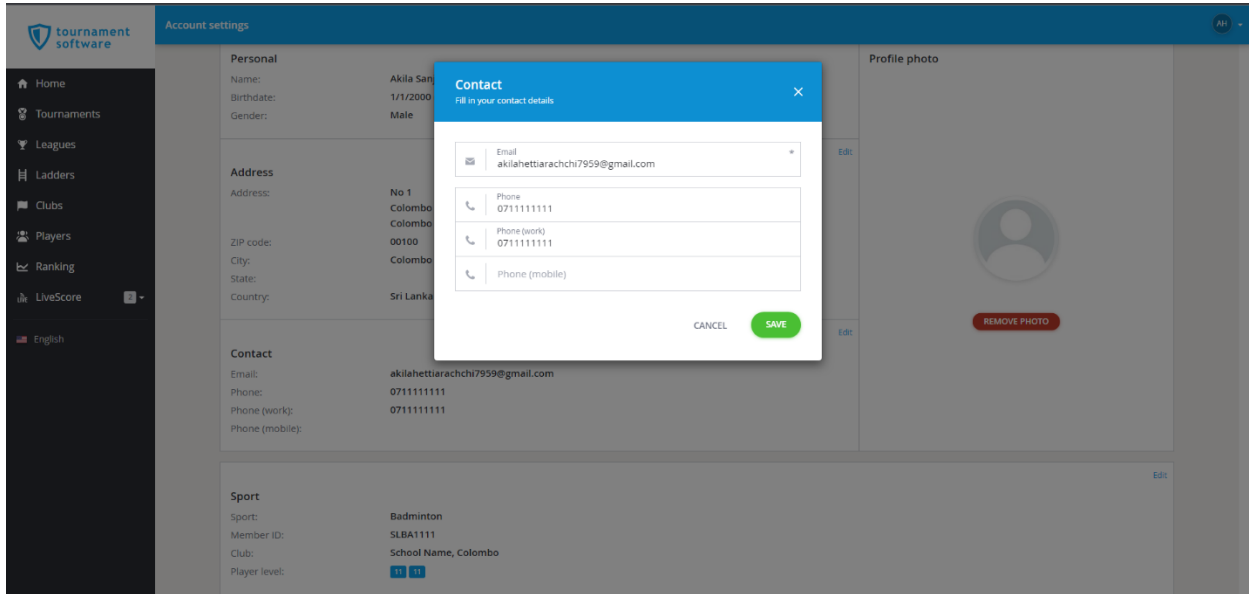 tournament
software
Account settings
AH
Home
Tournaments
Leagues
Ladders
Clubs
Players
Ranking
LiveScore 2
English
Personal
Name: Akila San
Birthdate: 1/1/2000
Gender: Male
Profile photo
REMOVE PHOTO
Edit
Address
Address: No 1
Colombo
Colombo
ZIP code: 00100
City: Colombo
State:
Country: Sri Lanka
Contact
Fill in your contact details
Email *
akilahettiarachchi7959@gmail.com
Phone
0711111111
Phone (work)
0711111111
Phone (mobile)
CANCEL SAVE
Edit
Contact
Email: akilahettiarachchi7959@gmail.com
Phone: 0711111111
Phone (work): 0711111111
Phone (mobile):
Edit
Sport
Sport: Badminton
Member ID: SLBA1111
Club: School Name, Colombo
Player level: 11 11